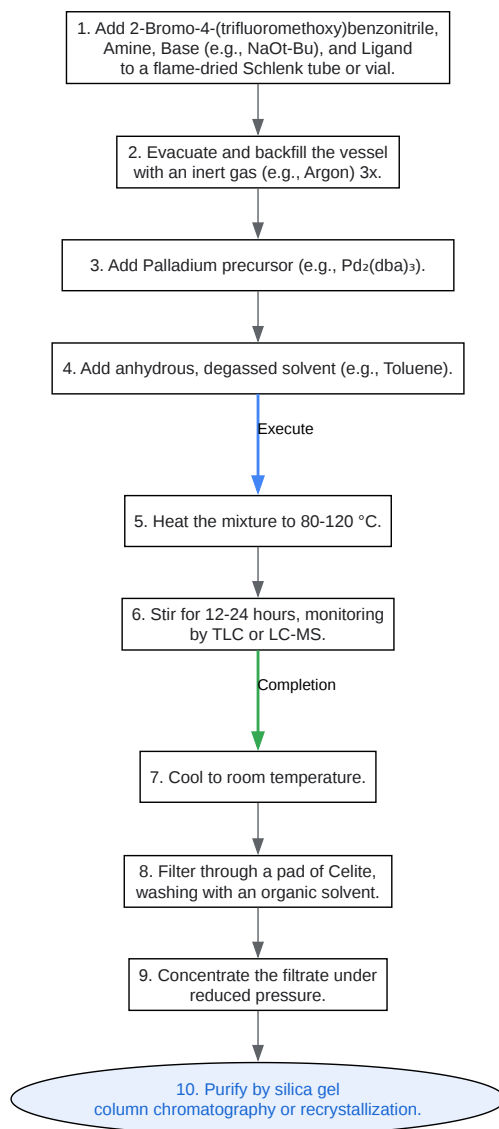 1. Add 2-Bromo-4-(trifluoromethoxy)benzonitrile,
Amine, Base (e.g., NaOt-Bu), and Ligand
to a flame-dried Schlenk tube or vial.
2. Evacuate and backfill the vessel
with an inert gas (e.g., Argon) 3x.
3. Add Palladium precursor (e.g., Pd₂(dba)₃).
4. Add anhydrous, degassed solvent (e.g., Toluene).
Execute
5. Heat the mixture to 80-120 °C.
6. Stir for 12-24 hours, monitoring
by TLC or LC-MS.
Completion
7. Cool to room temperature.
8. Filter through a pad of Celite,
washing with an organic solvent.
9. Concentrate the filtrate under
reduced pressure.
10. Purify by silica gel
column chromatography or recrystallization.